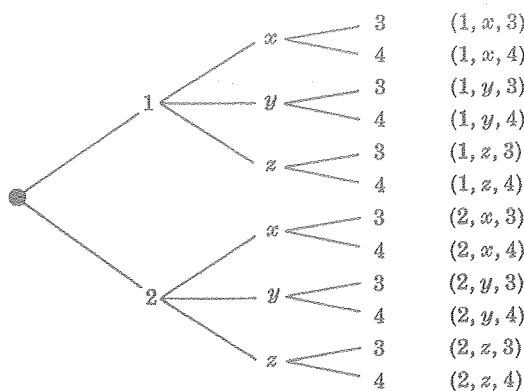 3 (1, x, 3)
x
4 (1, x, 4)
3 (1, y, 3)
1 y
4 (1, y, 4)
3 (1, z, 3)
z
4 (1, z, 4)
3 (2, x, 3)
x
4 (2, x, 4)
3 (2, y, 3)
2 y
4 (2, y, 4)
3 (2, z, 3)
z
4 (2, z, 4)